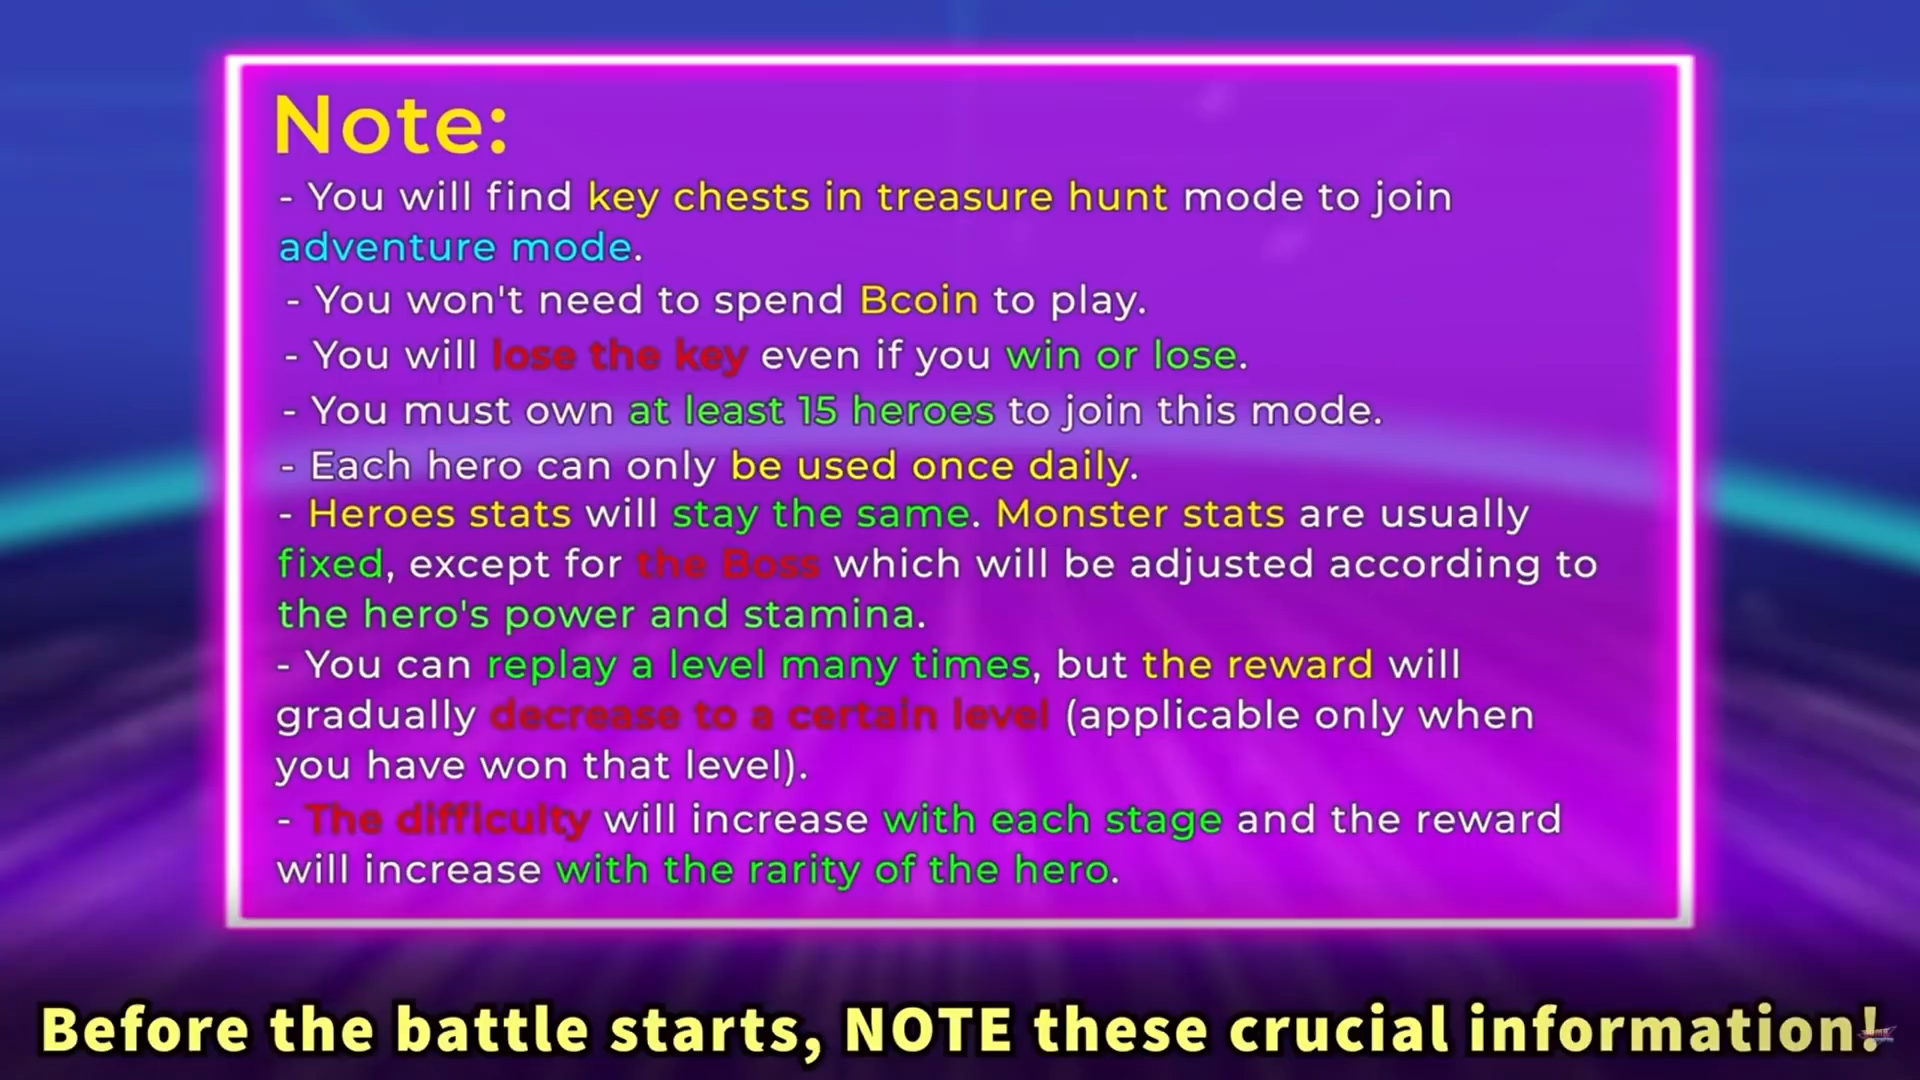 Note:
- You will find key chests in treasure hunt mode to join
adventure mode.
- You won't need to spend Bcoin to play.
- You will lose the key even if you win or lose.
- You must own at least 15 heroes to join this mode.
- Each hero can only be used once daily.
- Heroes stats will stay the same. Monster stats are usually
fixed, except for the Boss which will be adjusted according to
the hero's power and stamina.
- You can replay a level many times, but the reward will
gradually decrease to a certain level (applicable only when
you have won that level).
- The difficulty will increase with each stage and the reward
will increase with the rarity of the hero.
Before the battle starts, NOTE these crucial information!